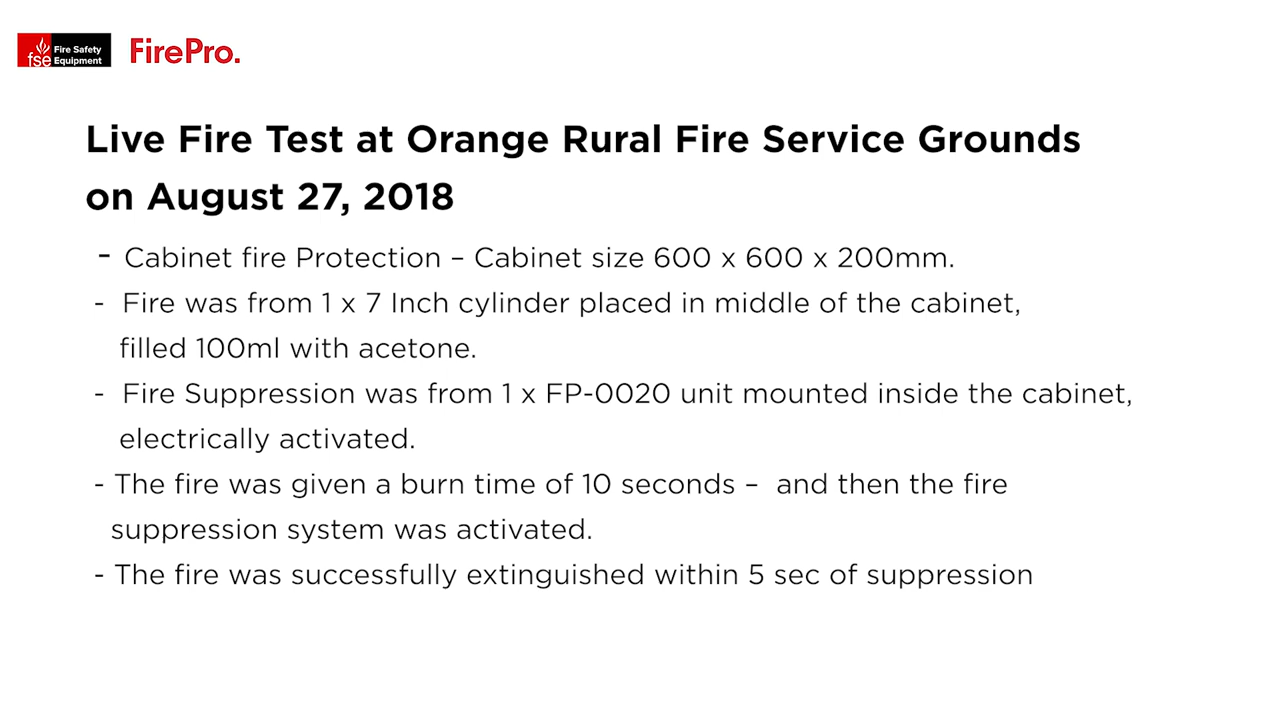 fse Fire Safety Equipment
FirePro.
Live Fire Test at Orange Rural Fire Service Grounds
on August 27, 2018
- Cabinet fire Protection – Cabinet size 600 x 600 x 200mm.
- Fire was from 1 x 7 Inch cylinder placed in middle of the cabinet,
filled 100ml with acetone.
- Fire Suppression was from 1 x FP-0020 unit mounted inside the cabinet,
electrically activated.
- The fire was given a burn time of 10 seconds – and then the fire
suppression system was activated.
- The fire was successfully extinguished within 5 sec of suppression